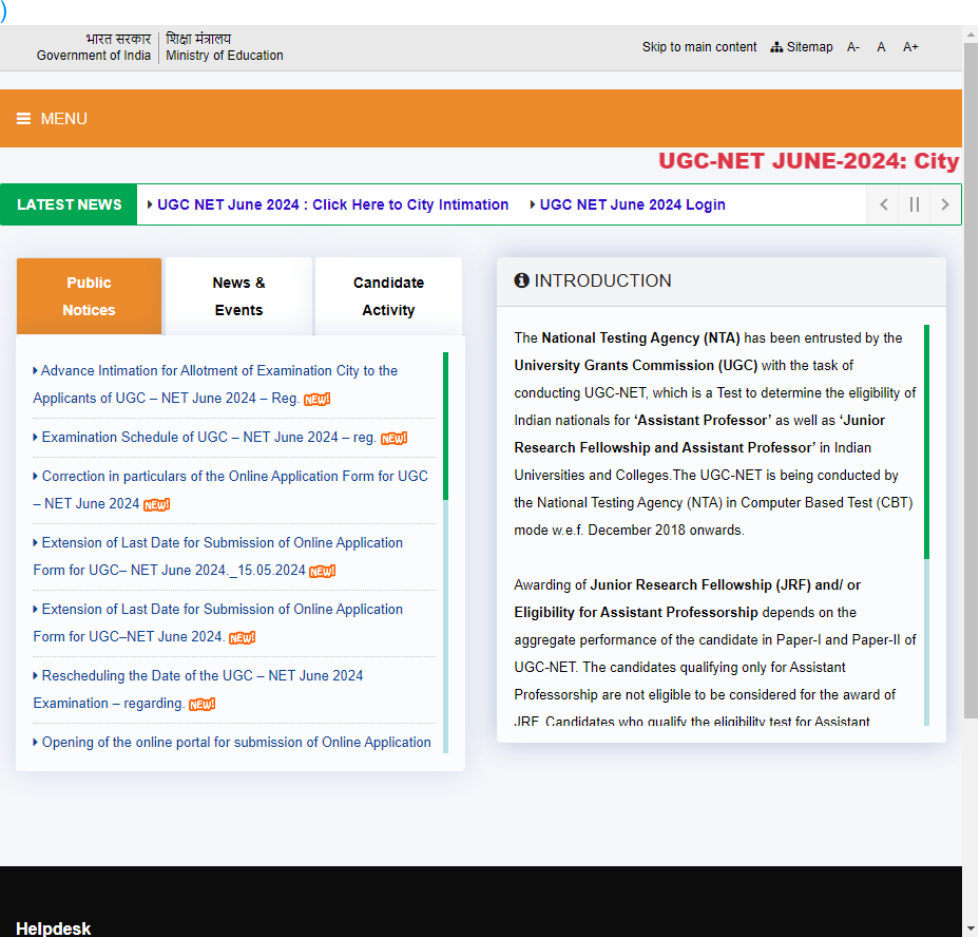 )
भारत सरकार शिक्षा मंत्रालय
Government of India Ministry of Education
Skip to main content Sitemap A- A A+
MENU
UGC-NET JUNE-2024: City
LATEST NEWS UGC NET June 2024 : Click Here to City Intimation UGC NET June 2024 Login
Public Notices
News & Events
Candidate Activity
Advance Intimation for Allotment of Examination City to the
Applicants of UGC – NET June 2024 – Reg. NEW!
Examination Schedule of UGC – NET June 2024 – reg. NEW!
Correction in particulars of the Online Application Form for UGC
– NET June 2024 NEW!
Extension of Last Date for Submission of Online Application
Form for UGC– NET June 2024._15.05.2024 NEW!
Extension of Last Date for Submission of Online Application
Form for UGC–NET June 2024. NEW!
Rescheduling the Date of the UGC – NET June 2024
Examination – regarding. NEW!
Opening of the online portal for submission of Online Application
INTRODUCTION
The National Testing Agency (NTA) has been entrusted by the
University Grants Commission (UGC) with the task of
conducting UGC-NET, which is a Test to determine the eligibility of
Indian nationals for ‘Assistant Professor’ as well as ‘Junior
Research Fellowship and Assistant Professor’ in Indian
Universities and Colleges.The UGC-NET is being conducted by
the National Testing Agency (NTA) in Computer Based Test (CBT)
mode w.e.f. December 2018 onwards.
Awarding of Junior Research Fellowship (JRF) and/ or
Eligibility for Assistant Professorship depends on the
aggregate performance of the candidate in Paper-I and Paper-II of
UGC-NET. The candidates qualifying only for Assistant
Professorship are not eligible to be considered for the award of
JRF. Candidates who qualify the eligibility test for Assistant
Helpdesk